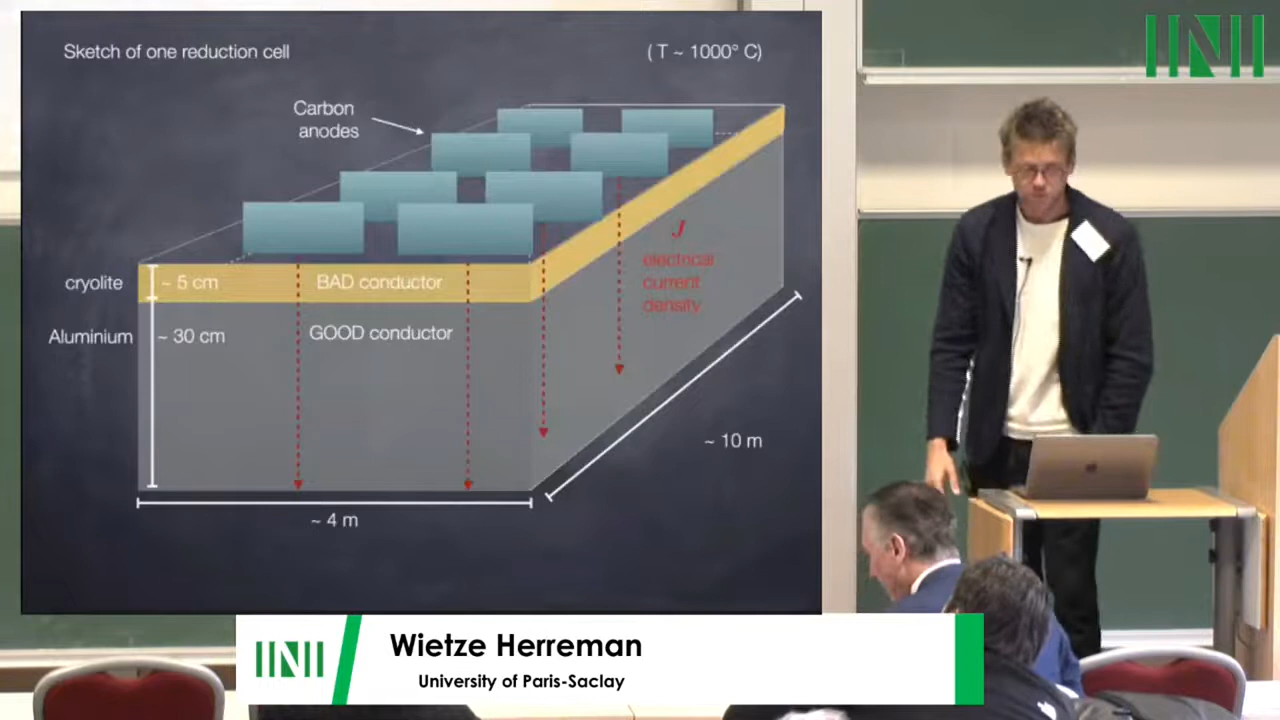 Sketch of one reduction cell
( T ~ 1000° C)
Carbon
anodes
J
electrical
current
density
cryolite
~ 5 cm
BAD conductor
Aluminium
~ 30 cm
GOOD conductor
~ 10 m
~ 4 m
Wietze Herreman
University of Paris-Saclay